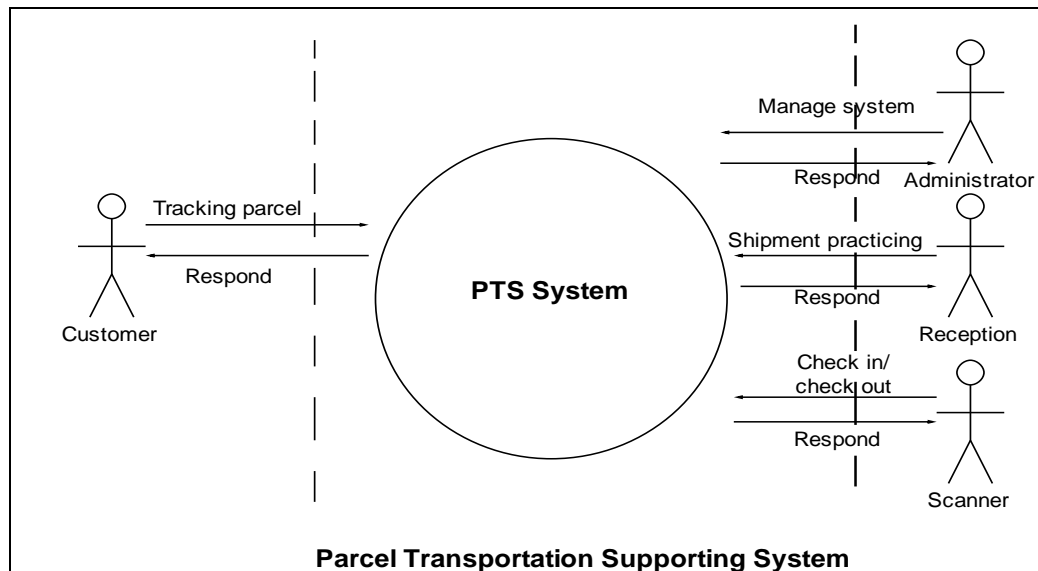 Manage system
Respond
Administrator
Tracking parcel
Respond
Customer
PTS System
Shipment practicing
Respond
Reception
Check in/
check out
Respond
Scanner
Parcel Transportation Supporting System